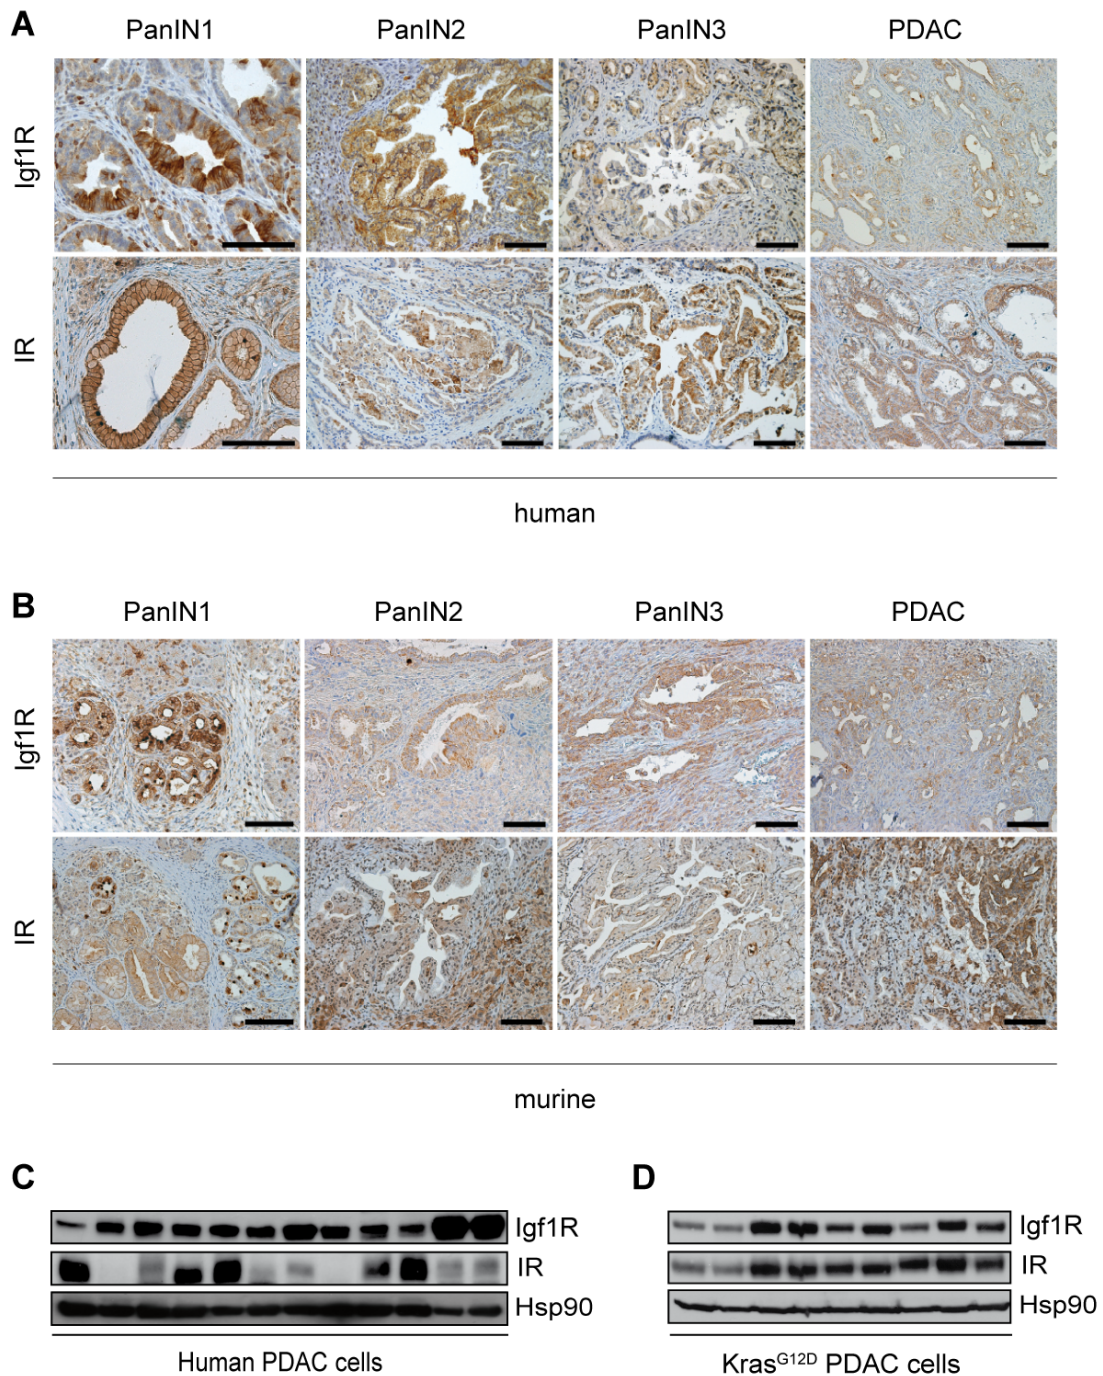 A
PanIN1 PanIN2 PanIN3 PDAC
Igf1R
IR
human
B
PanIN1 PanIN2 PanIN3 PDAC
Igf1R
IR
murine
C
Igf1R
IR
Hsp90
Human PDAC cells
D
Igf1R
IR
Hsp90
Kras^G12D PDAC cells